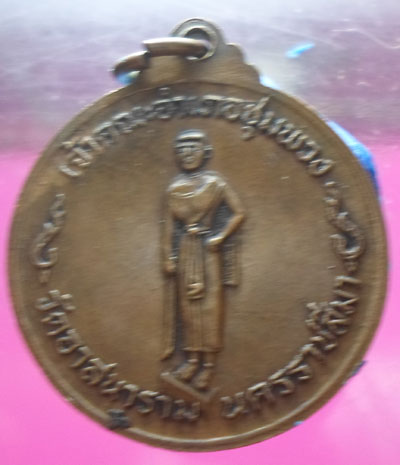 เจ้าคณะอำเภอชุมพวง
วัดอาสนาราม นครราชสีมา